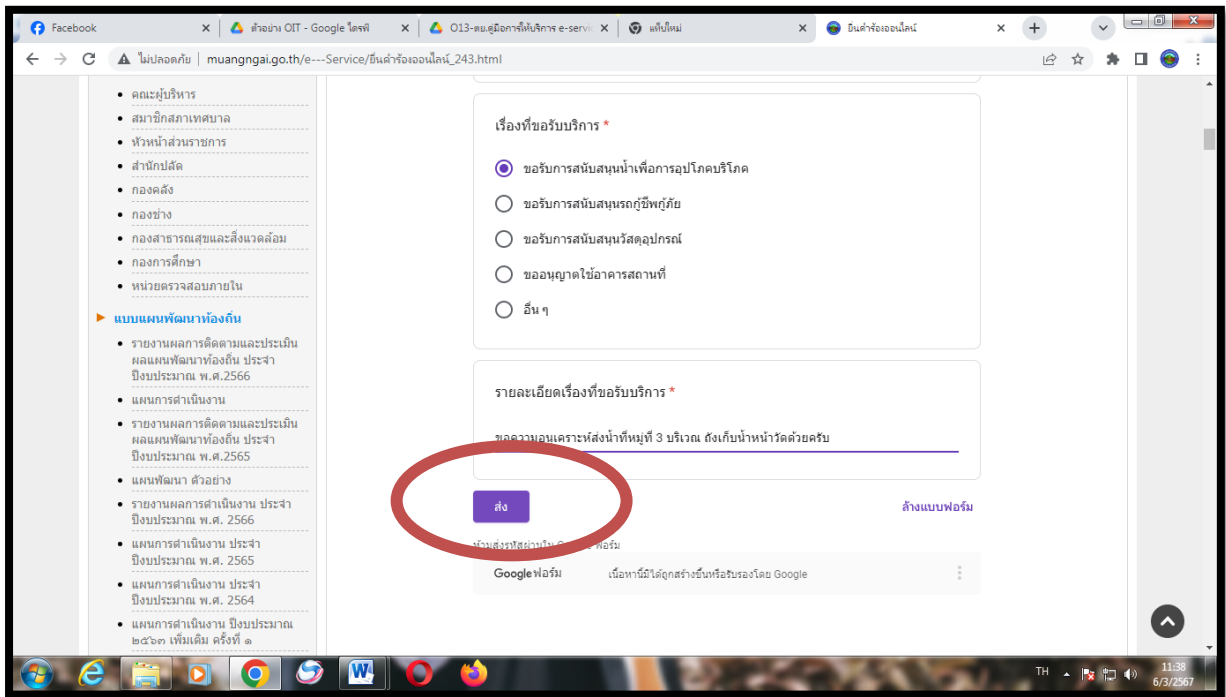 Facebook
ตัวอย่าง OIT - Google ไดรฟ์
O13-ตย.คู่มือการให้บริการ e-servic
แท็บใหม่
ยื่นคำร้องออนไลน์
ไม่ปลอดภัย | muangngai.go.th/e---Service/ยื่นคำร้องออนไลน์_243.html
คณะผู้บริหาร
สมาชิกสภาเทศบาล
หัวหน้าส่วนราชการ
สำนักปลัด
กองคลัง
กองช่าง
กองสาธารณสุขและสิ่งแวดล้อม
กองการศึกษา
หน่วยตรวจสอบภายใน
แบบแผนพัฒนาท้องถิ่น
รายงานผลการติดตามและประเมิน
ผลแผนพัฒนาท้องถิ่น ประจำ
ปีงบประมาณ พ.ศ.2566
แผนการดำเนินงาน
รายงานผลการติดตามและประเมิน
ผลแผนพัฒนาท้องถิ่น ประจำ
ปีงบประมาณ พ.ศ.2565
แผนพัฒนา ตัวอย่าง
รายงานผลการดำเนินงาน ประจำ
ปีงบประมาณ พ.ศ. 2566
แผนการดำเนินงาน ประจำ
ปีงบประมาณ พ.ศ. 2565
แผนการดำเนินงาน ประจำ
ปีงบประมาณ พ.ศ. 2564
แผนการดำเนินงาน ปีงบประมาณ
๒๕๖๓ เพิ่มเติม ครั้งที่ ๑
เรื่องที่ขอรับบริการ *
ขอรับการสนับสนุนน้ำเพื่อการอุปโภคบริโภค
ขอรับการสนับสนุนรถกู้ชีพกู้ภัย
ขอรับการสนับสนุนวัสดุอุปกรณ์
ขออนุญาตใช้อาคารสถานที่
อื่น ๆ
รายละเอียดเรื่องที่ขอรับบริการ *
ขอความอนุเคราะห์ส่งน้ำที่หมู่ที่ 3 บริเวณ ถังเก็บน้ำหน้าวัดด้วยครับ
ส่ง
ล้างแบบฟอร์ม
ห้ามส่งรหัสผ่านใน Google ฟอร์ม
Google ฟอร์ม
เนื้อหานี้มิได้ถูกสร้างขึ้นหรือรับรองโดย Google
TH
11:38
6/3/2567